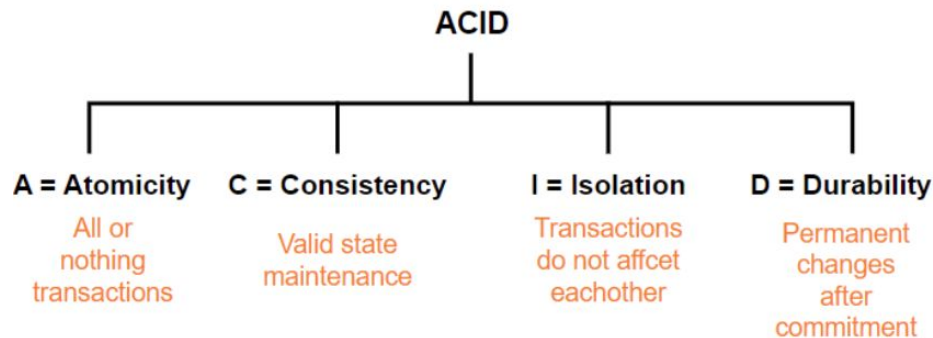 ACID
A = Atomicity
All or
nothing
transactions
C = Consistency
Valid state
maintenance
I = Isolation
Transactions
do not affcet
eachother
D = Durability
Permanent
changes
after
commitment